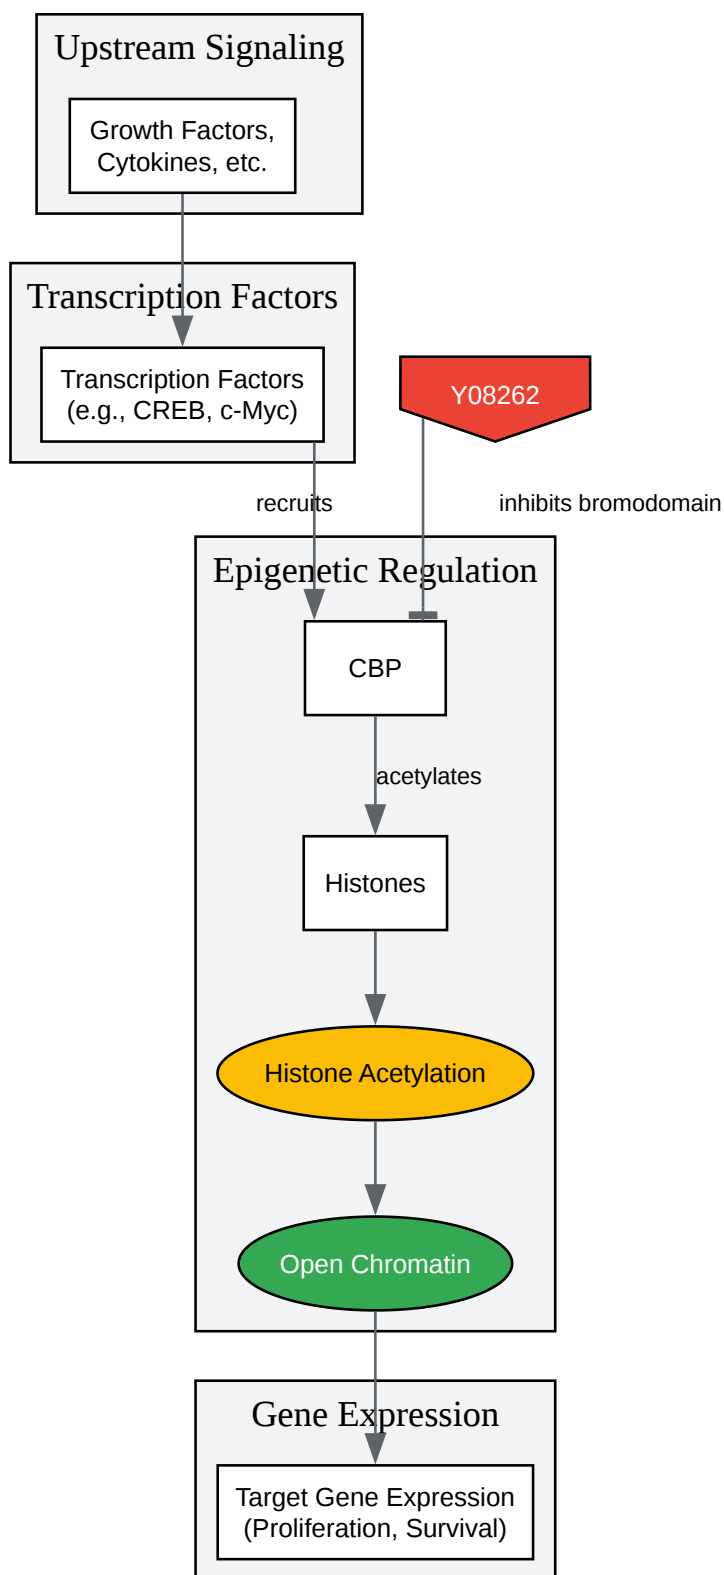 Upstream Signaling
Growth Factors,
Cytokines, etc.
Transcription Factors
Transcription Factors
(e.g., CREB, c-Myc)
Y08262
recruits
inhibits bromodomain
Epigenetic Regulation
CBP
acetylates
Histones
Histone Acetylation
Open Chromatin
Gene Expression
Target Gene Expression
(Proliferation, Survival)